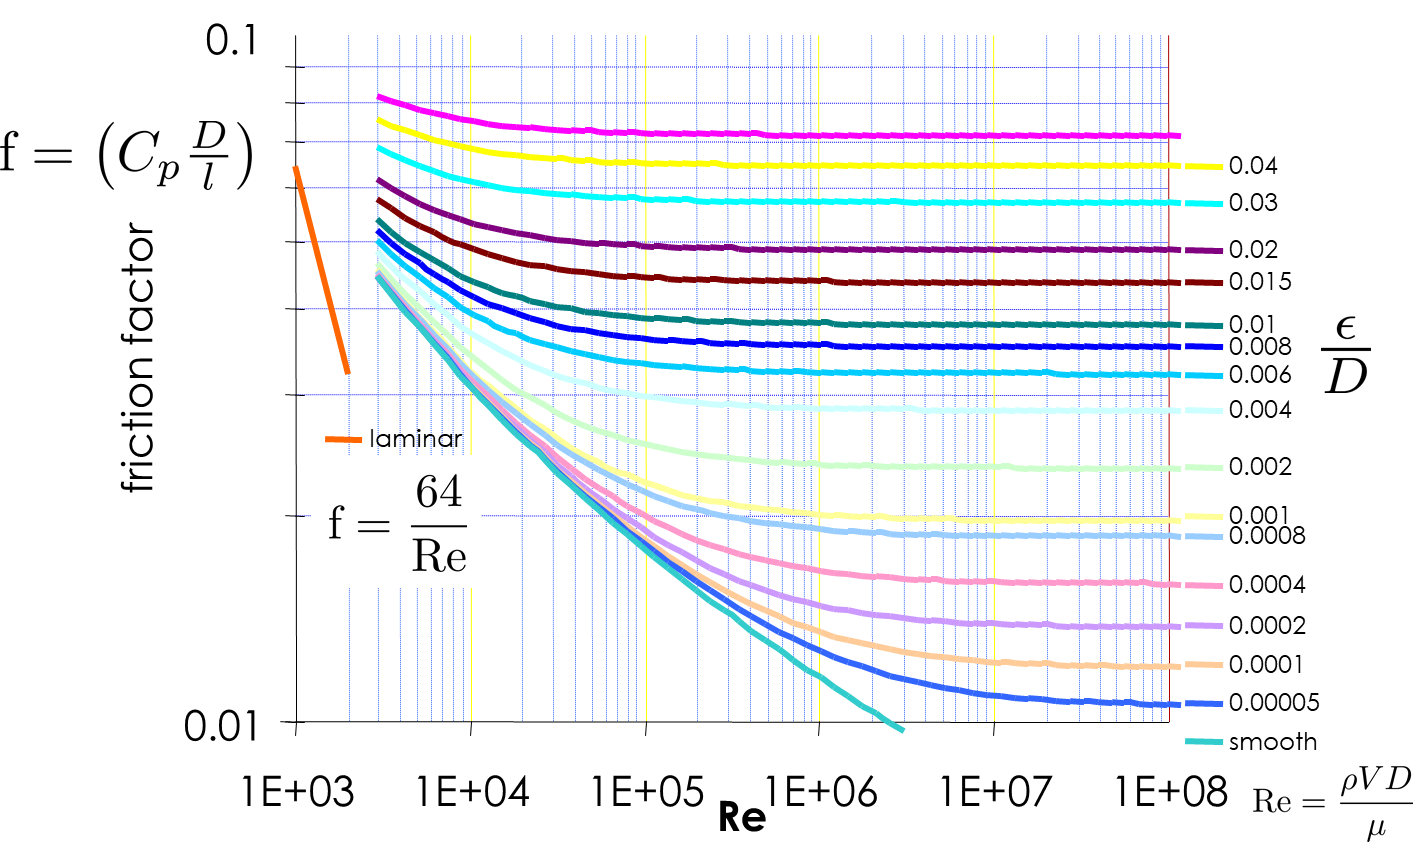 0.1
f = (C_p D/l)
friction factor
0.04
0.03
0.02
0.015
0.01
0.008
0.006
0.004
0.002
0.001
0.0008
0.0004
0.0002
0.0001
0.00005
smooth
ϵ/D
laminar
f = 64/Re
0.01
1E+03 1E+04 1E+05 1E+06 1E+07 1E+08
Re
Re = ρVD/μ